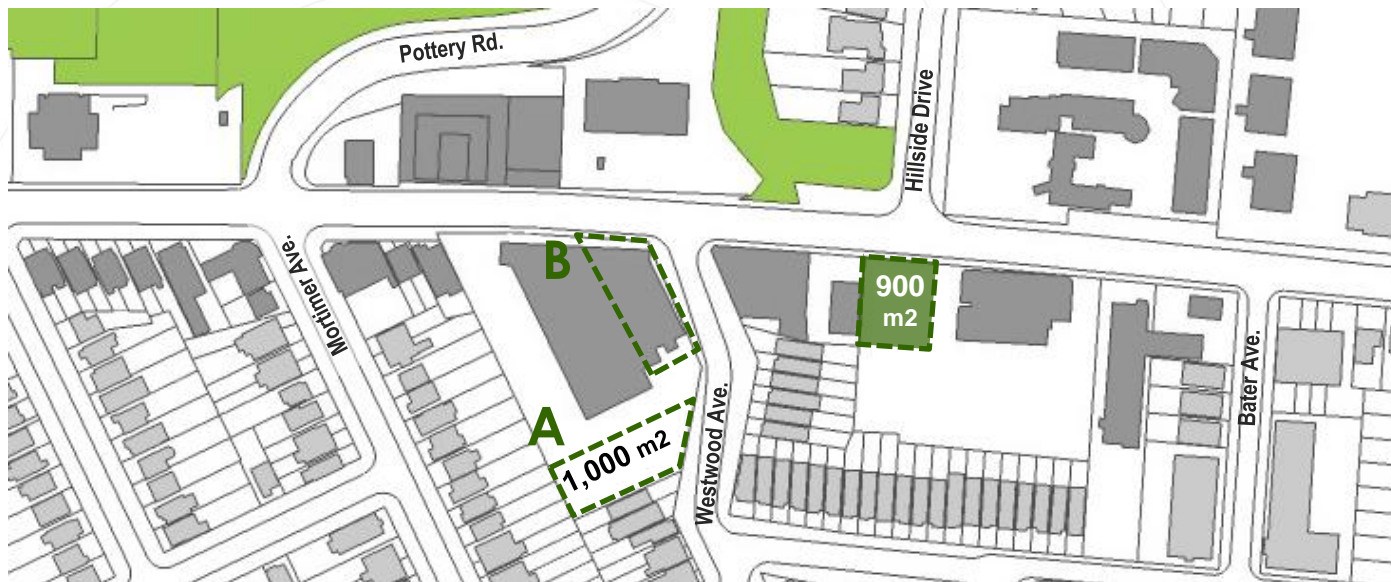 Pottery Rd.
Hillside Drive
Mortimer Ave.
B
900
m2
A
1,000 m2
Westwood Ave.
Bater Ave.